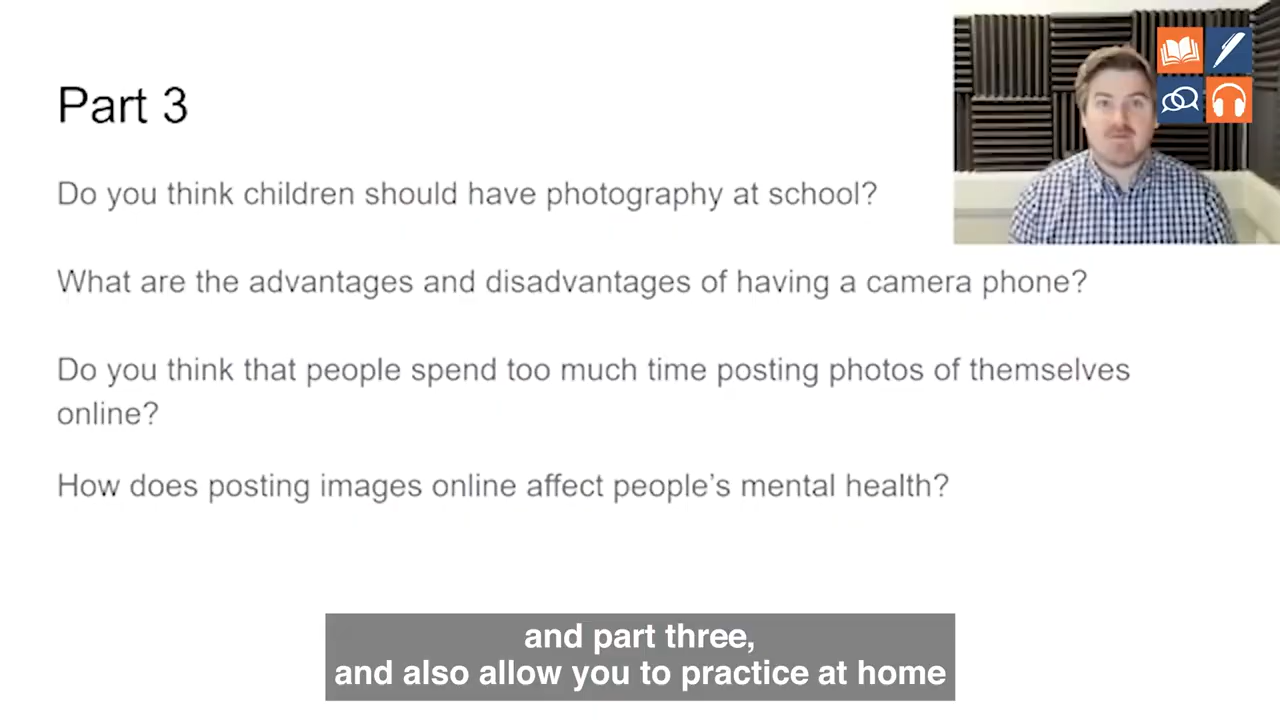 Part 3
Do you think children should have photography at school?
What are the advantages and disadvantages of having a camera phone?
Do you think that people spend too much time posting photos of themselves
online?
How does posting images online affect people’s mental health?
and part three,
and also allow you to practice at home